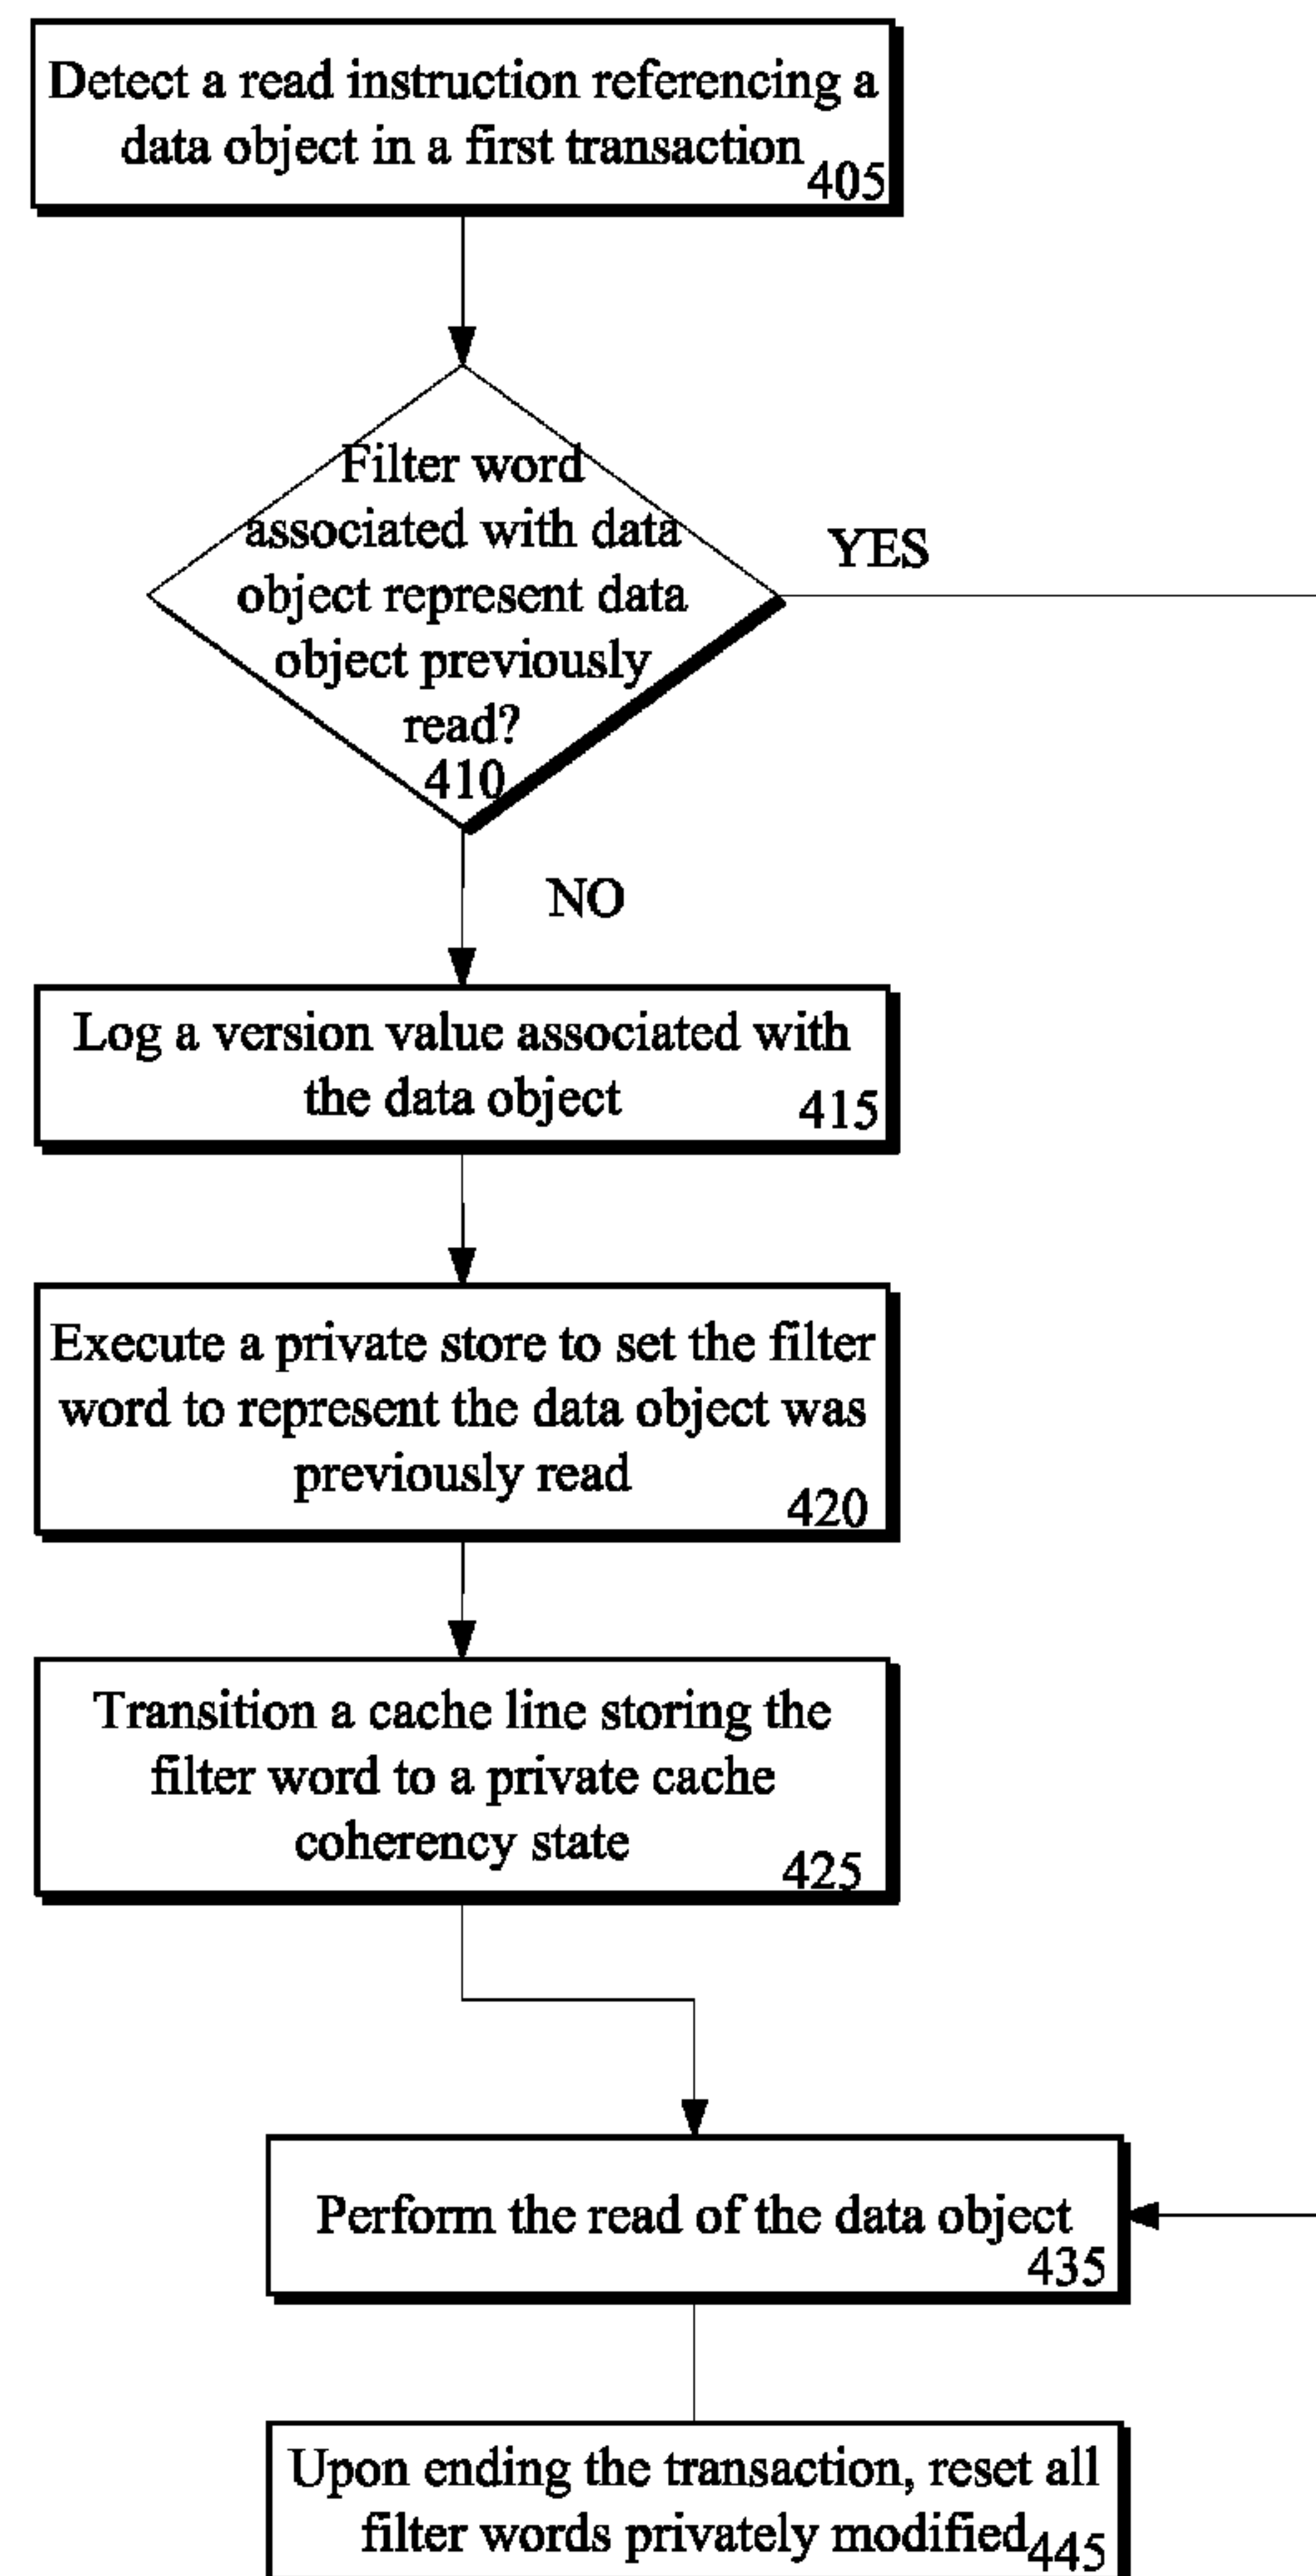 Detect a read instruction referencing a
data object in a first transaction
405
Filter word
associated with data
object represent data
object previously
read?
410
YES
NO
Log a version value associated with
the data object
415
Execute a private store to set the filter
word to represent the data object was
previously read
420
Transition a cache line storing the
filter word to a private cache
coherency state
425
Perform the read of the data object
435
Upon ending the transaction, reset all
filter words privately modified
445